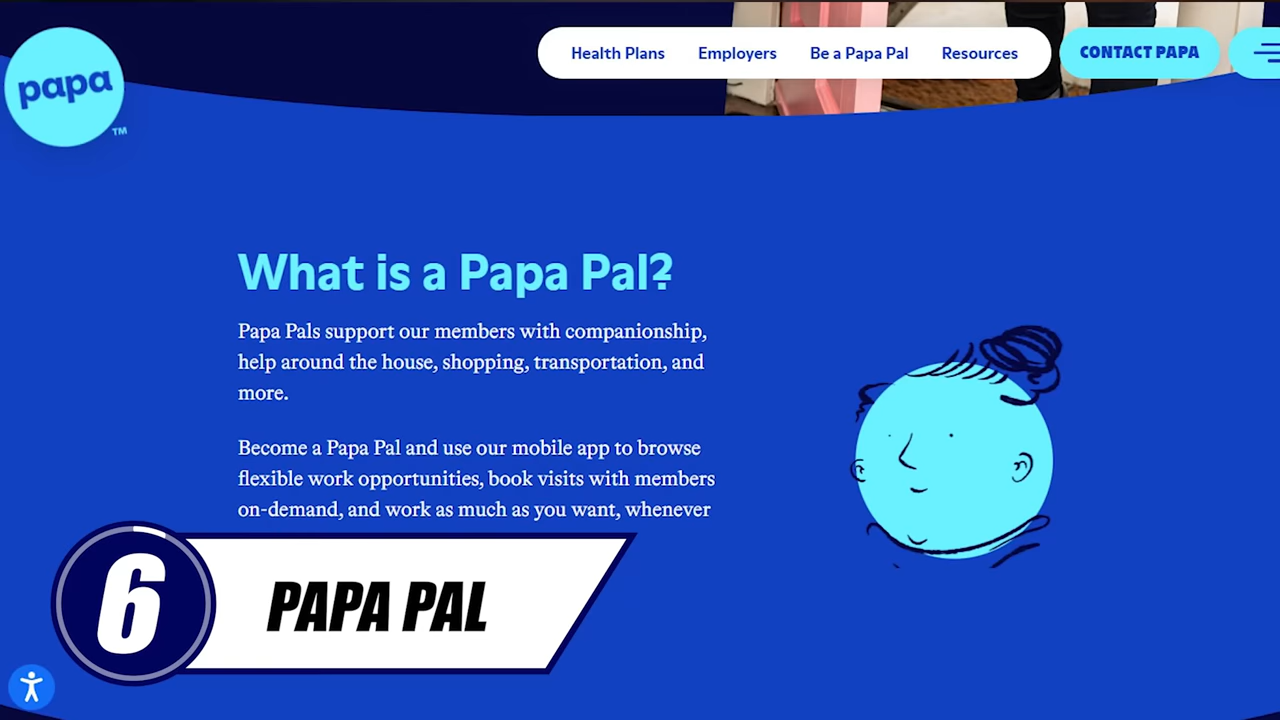 papa
TM
Health Plans
Employers
Be a Papa Pal
Resources
CONTACT PAPA
What is a Papa Pal?
Papa Pals support our members with companionship,
help around the house, shopping, transportation, and
more.
Become a Papa Pal and use our mobile app to browse
flexible work opportunities, book visits with members
on-demand, and work as much as you want, whenever
6
PAPA PAL